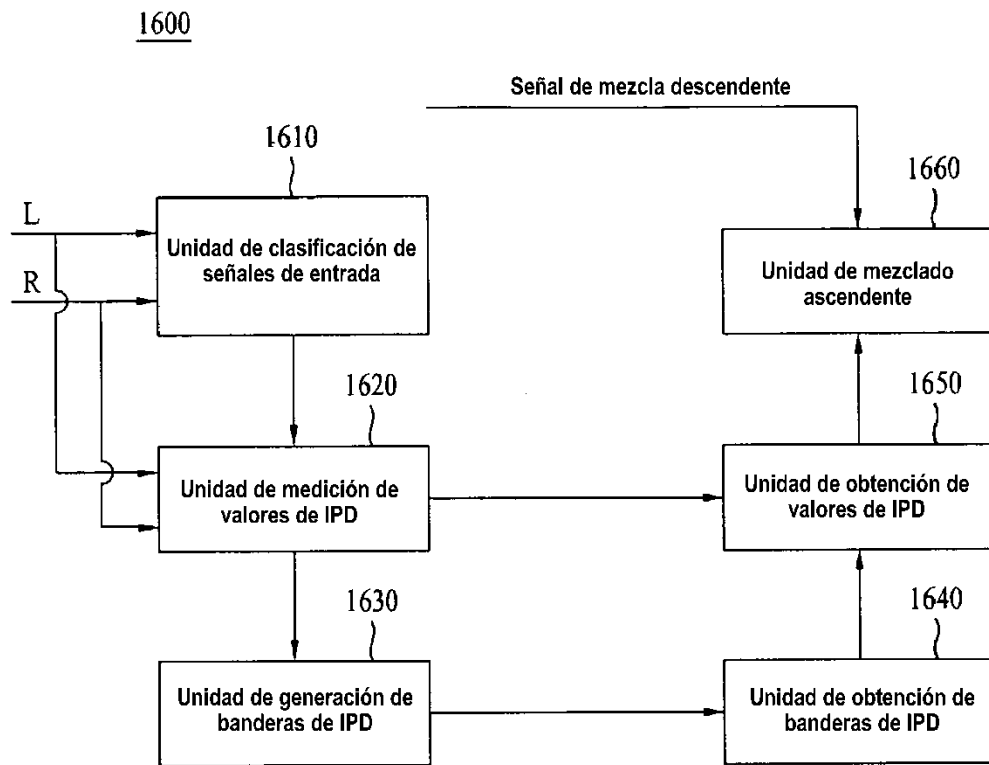 1600
Señal de mezcla descendente
1610
1660
L
Unidad de clasificación de
señales de entrada
R
Unidad de mezclado
ascendente
1620
1650
Unidad de medición de
valores de IPD
Unidad de obtención de
valores de IPD
1630
1640
Unidad de generación de
banderas de IPD
Unidad de obtención de
banderas de IPD